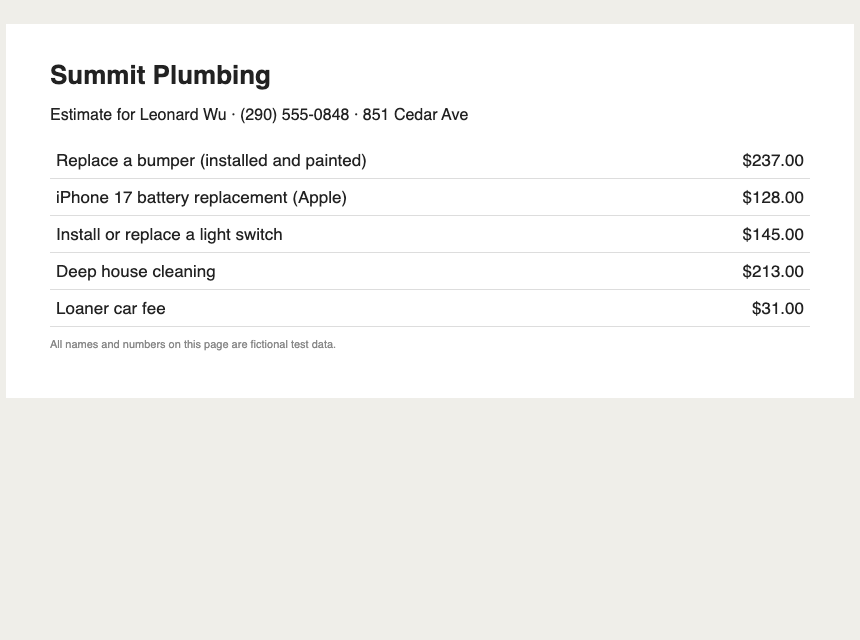 Summit Plumbing
Estimate for Leonard Wu · (290) 555-0848 · 851 Cedar Ave
Replace a bumper (installed and painted) $237.00
iPhone 17 battery replacement (Apple) $128.00
Install or replace a light switch $145.00
Deep house cleaning $213.00
Loaner car fee $31.00
All names and numbers on this page are fictional test data.